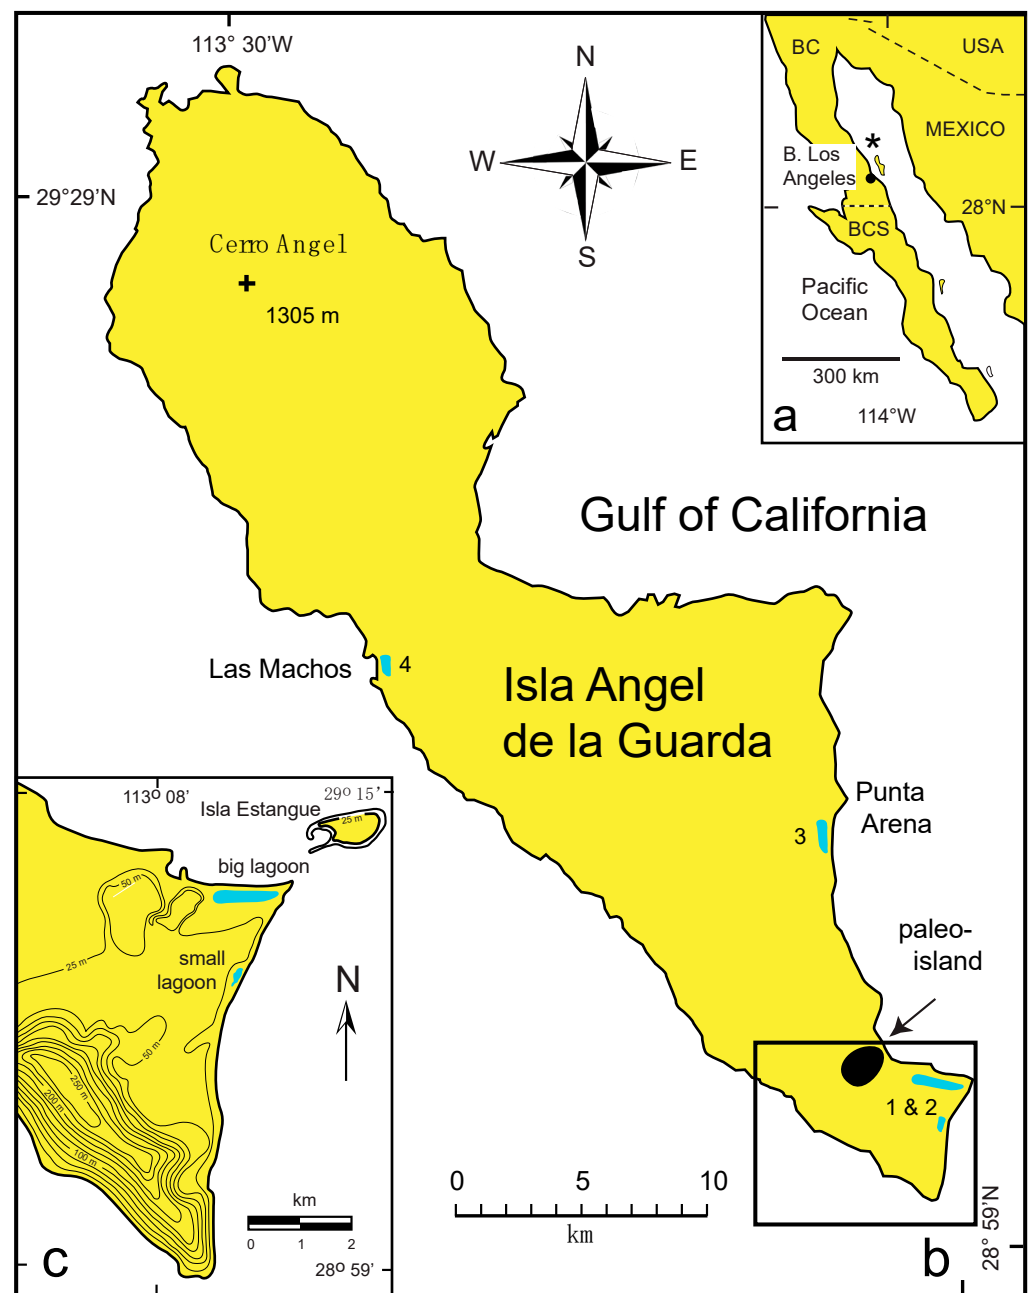 113° 30'W
N
W
E
S
29°29'N
Cerro Angel
1305 m
BC
USA
MEXICO
*
B. Los
Angeles
28°N
BCS
Pacific
Ocean
300 km
114°W
a
Gulf of California
Las Machos
4
Isla Angel
de la Guarda
Punta
Arena
3
paleo-
island
1 & 2
0 5 10
km
b
28° 59'N
113º 08'
29º 15'
Isla Estangue
25 m
big lagoon
50 m
small
lagoon
25 m
N
50 m
250 m
200 m
100 m
km
0 1 2
28º 59'
c